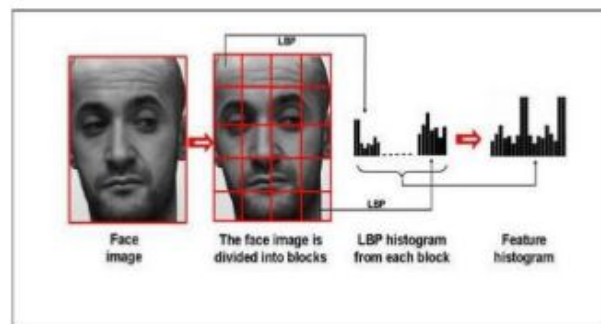 LBP
LBP
Face
image
The face image is
divided into blocks
LBP histogram
from each block
Feature
histogram